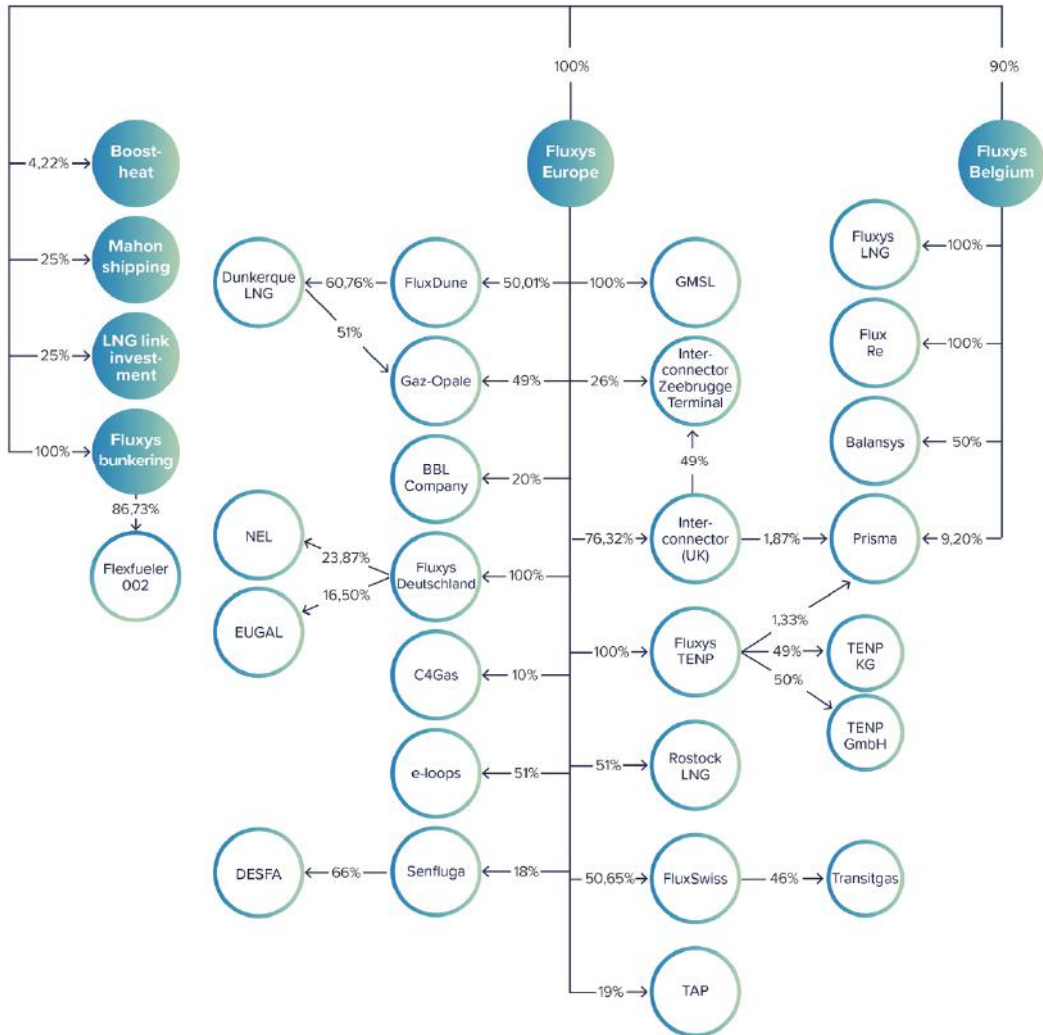 100%
90%
4,22%
Boost-
heat
Fluxys
Europe
Fluxys
Belgium
25%
Mahon
shipping
Fluxys
LNG
100%
Dunkerque
LNG
60,76%
FluxDune
50,01%
100%
GMSL
51%
25%
LNG link
invest-
ment
Flux
Re
100%
Gaz-Opale
49%
26%
Inter-
connector
Zeebrugge
Terminal
100%
Fluxys
bunkering
Balansys
50%
49%
BBL
Company
20%
86,73%
NEL
23,87%
76,32%
Inter-
connector
(UK)
1,87%
Prisma
9,20%
Flexfueler
002
Fluxys
Deutschland
100%
16,50%
EUGAL
1,33%
100%
Fluxys
TENP
49%
TENP
KG
50%
C4Gas
10%
TENP
GmbH
e-loops
51%
51%
Rostock
LNG
DESFA
66%
Senfluga
18%
50,65%
FluxSwiss
46%
Transitgas
19%
TAP